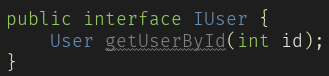 public interface IUser {
    User getUserById(int id);
}